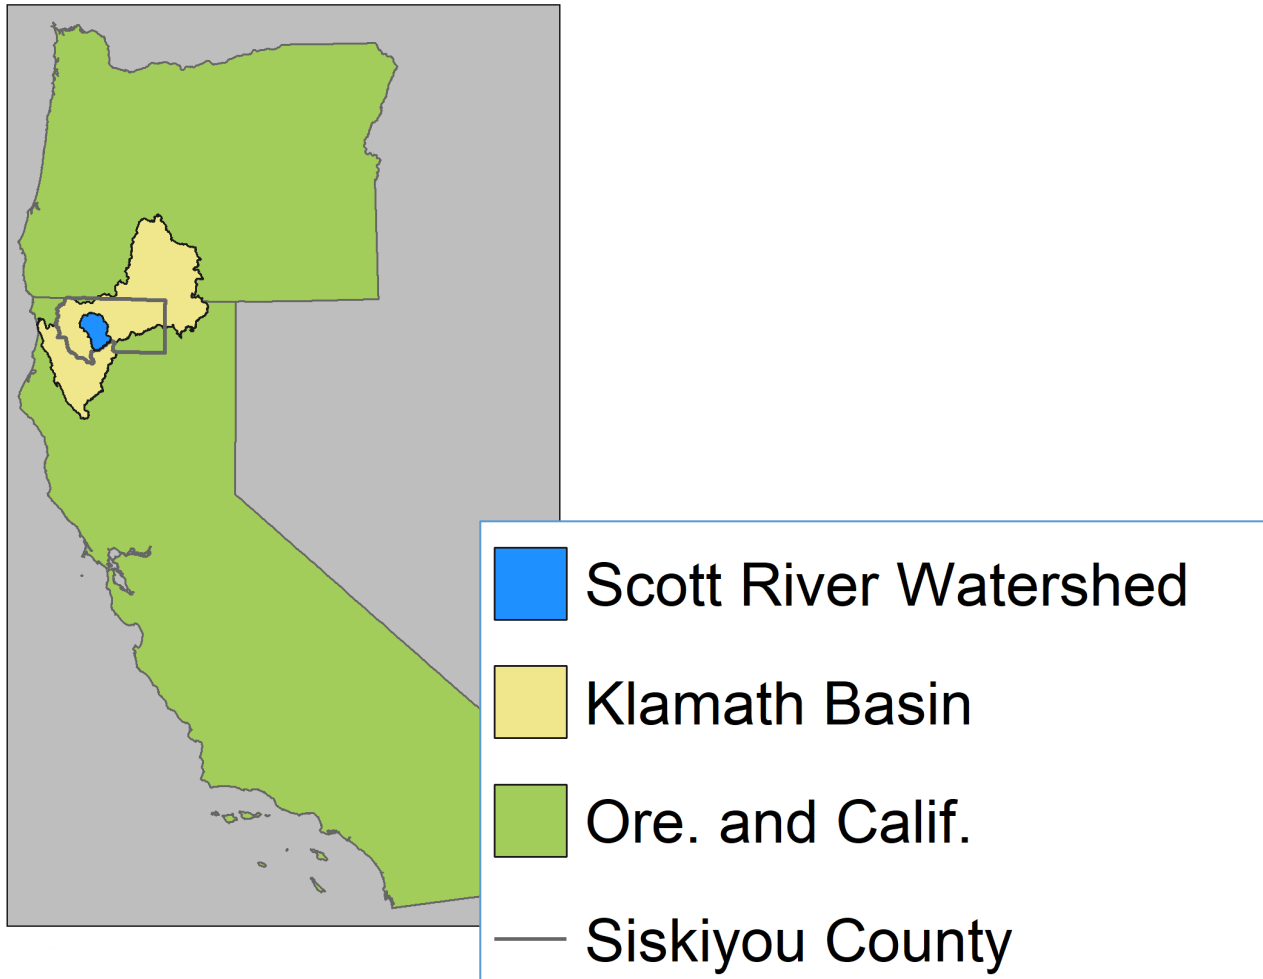 Scott River Watershed
Klamath Basin
Ore. and Calif.
Siskiyou County